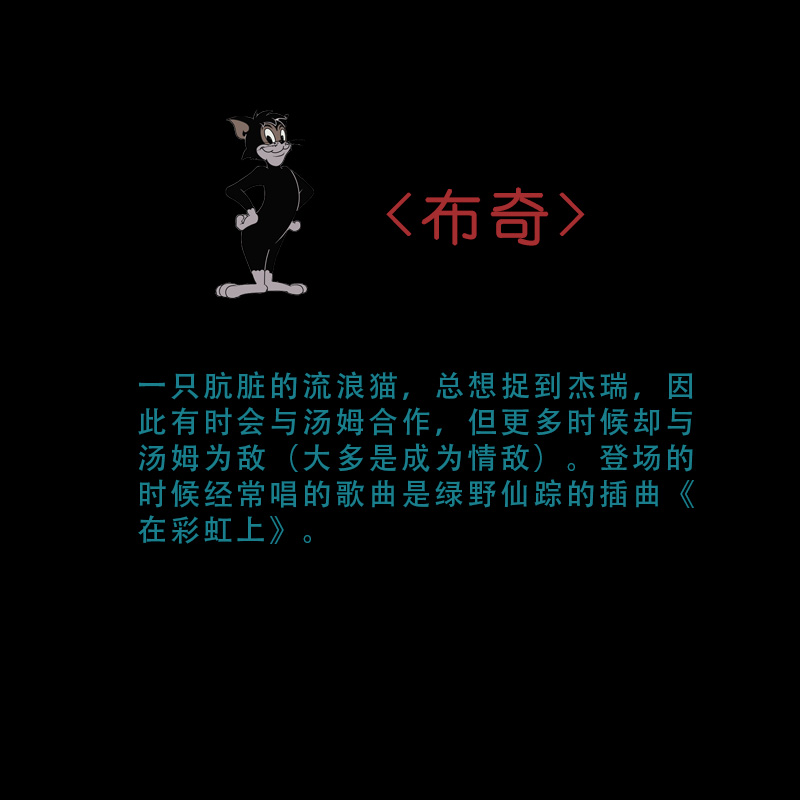 <布奇>
一只肮脏的流浪猫，总想捉到杰瑞，因
此有时会与汤姆合作，但更多时候却与
汤姆为敌（大多是成为情敌）。登场的
时候经常唱的歌曲是绿野仙踪的插曲《
在彩虹上》。